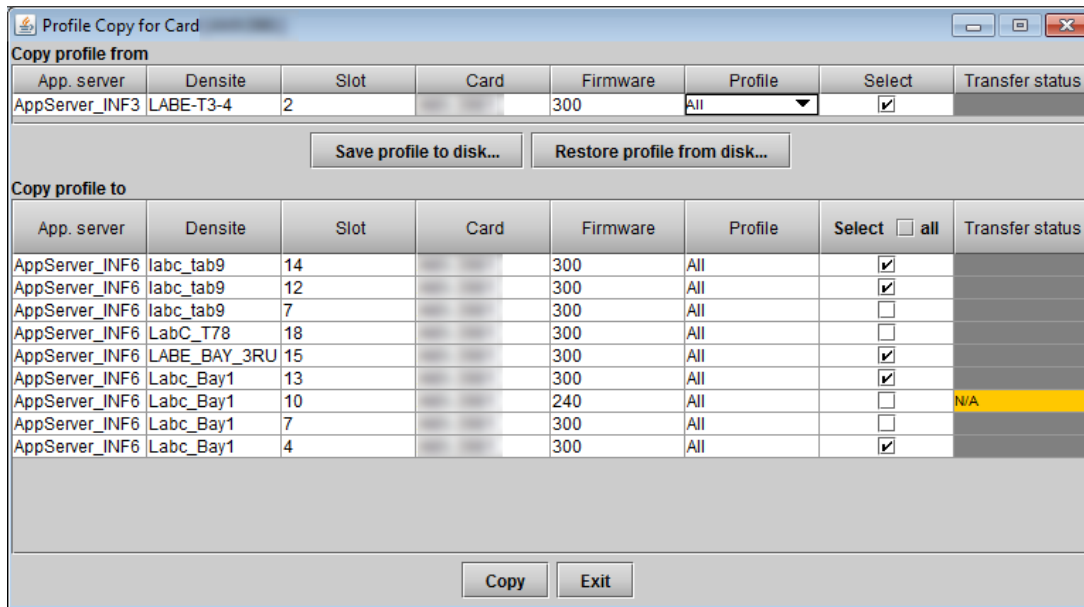 Profile Copy for Card
Copy profile from
App. server Densite Slot Card Firmware Profile Select Transfer status
AppServer_INF3 LABE-T3-4 2 300 All
Save profile to disk... Restore profile from disk...
Copy profile to
App. server Densite Slot Card Firmware Profile Select all Transfer status
AppServer_INF6 labc_tab9 14 300 All
AppServer_INF6 labc_tab9 12 300 All
AppServer_INF6 labc_tab9 7 300 All
AppServer_INF6 LabC_T78 18 300 All
AppServer_INF6 LABE_BAY_3RU 15 300 All
AppServer_INF6 Labc_Bay1 13 300 All
AppServer_INF6 Labc_Bay1 10 240 All N/A
AppServer_INF6 Labc_Bay1 7 300 All
AppServer_INF6 Labc_Bay1 4 300 All
Copy Exit